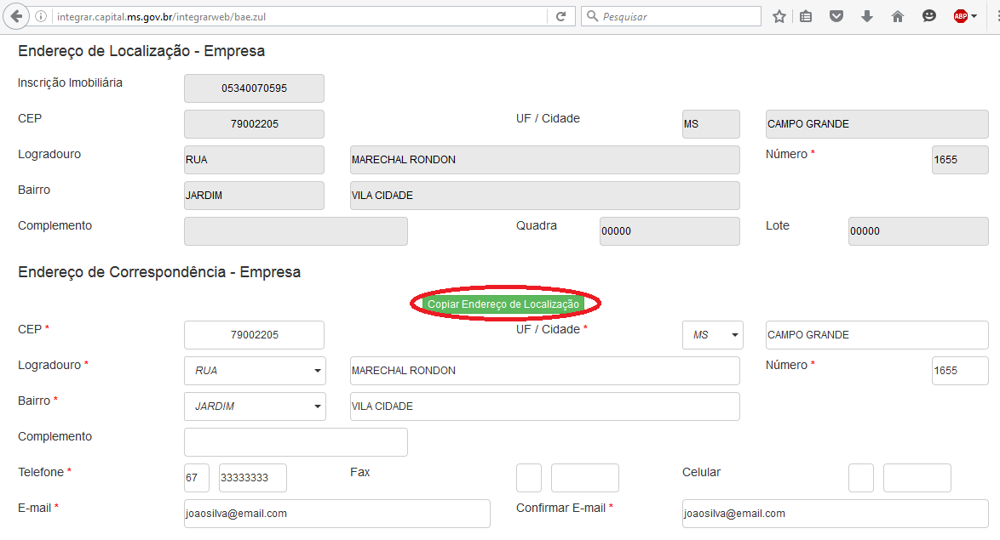 integrar.capital.ms.gov.br/integrarweb/bae.zul Pesquisar ABP
Endereço de Localização - Empresa
Inscrição Imobiliária 05340070595
CEP 79002205 UF / Cidade MS CAMPO GRANDE
Logradouro RUA MARECHAL RONDON Número * 1655
Bairro JARDIM VILA CIDADE
Complemento Quadra 00000 Lote 00000
Endereço de Correspondência - Empresa
Copiar Endereço de Localização
CEP * 79002205 UF / Cidade * MS CAMPO GRANDE
Logradouro * RUA MARECHAL RONDON Número * 1655
Bairro * JARDIM VILA CIDADE
Complemento
Telefone * 67 33333333 Fax Celular
E-mail * joaosilva@email.com Confirmar E-mail * joaosilva@email.com